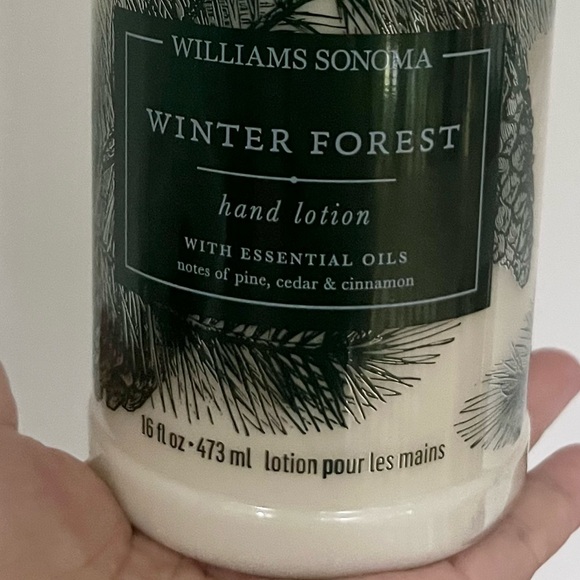 WILLIAMS SONOMA
WINTER FOREST
hand lotion
WITH ESSENTIAL OILS
notes of pine, cedar & cinnamon
16 fl oz • 473 ml lotion pour les mains